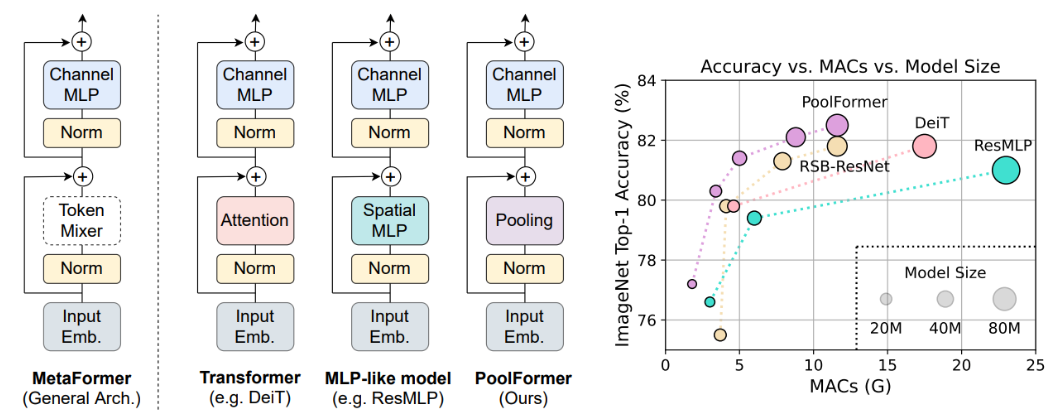 +
Channel
MLP
Norm
+
Token
Mixer
Norm
Input
Emb.
MetaFormer
(General Arch.)
+
Channel
MLP
Norm
+
Attention
Norm
Input
Emb.
Transformer
(e.g. DeiT)
+
Channel
MLP
Norm
+
Spatial
MLP
Norm
Input
Emb.
MLP-like model
(e.g. ResMLP)
+
Channel
MLP
Norm
+
Pooling
Norm
Input
Emb.
PoolFormer
(Ours)
Accuracy vs. MACs vs. Model Size
ImageNet Top-1 Accuracy (%)
84
82
80
78
76
PoolFormer
DeiT
RSB-ResNet
ResMLP
Model Size
20M 40M 80M
0 5 10 15 20 25
MACs (G)